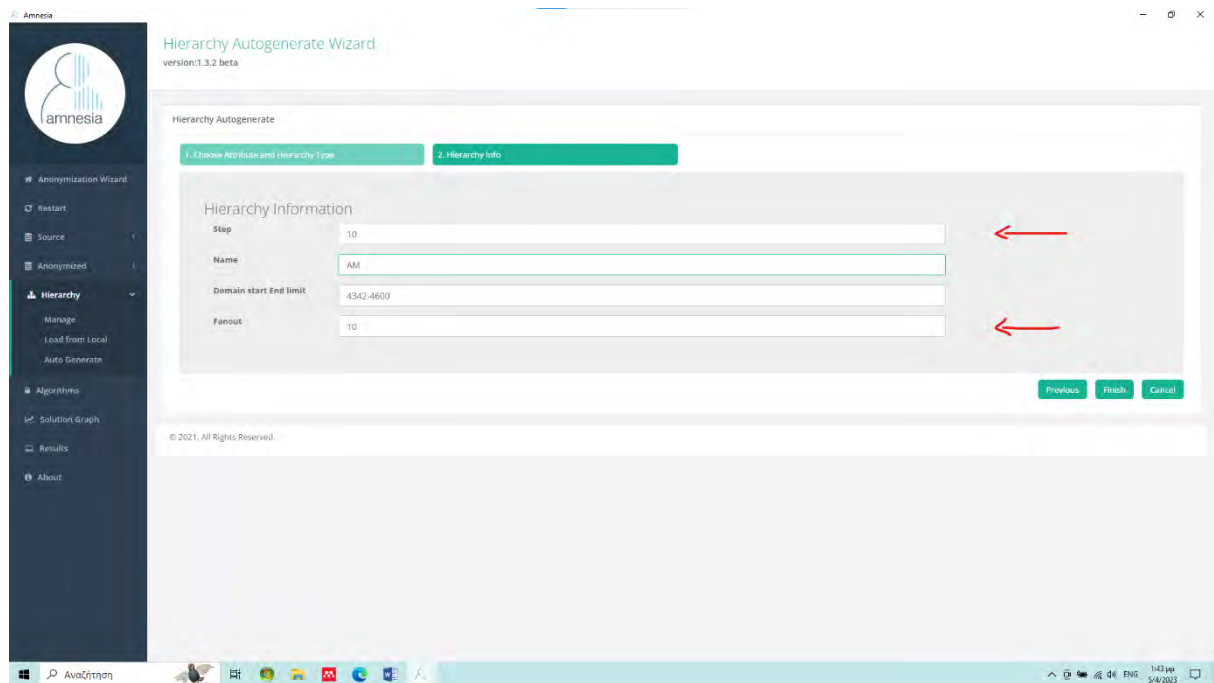 Amnesia
amnesia
Hierarchy Autogenerate Wizard
version:1.3.2 beta
Hierarchy Autogenerate
1. Choose Attribute and Hierarchy Type
2. Hierarchy Info
Anonymization Wizard
Restart
Source
Anonymized
Hierarchy
Manage
Load from Local
Auto Generate
Algorithms
Solution Graph
Results
About
Hierarchy Information
Step
10
Name
AM
Domain start End limit
4342-4600
Fanout
10
Previous
Finish
Cancel
© 2021. All Rights Reserved.
Αναζήτηση
ENG
1:43 μμ
5/4/2023